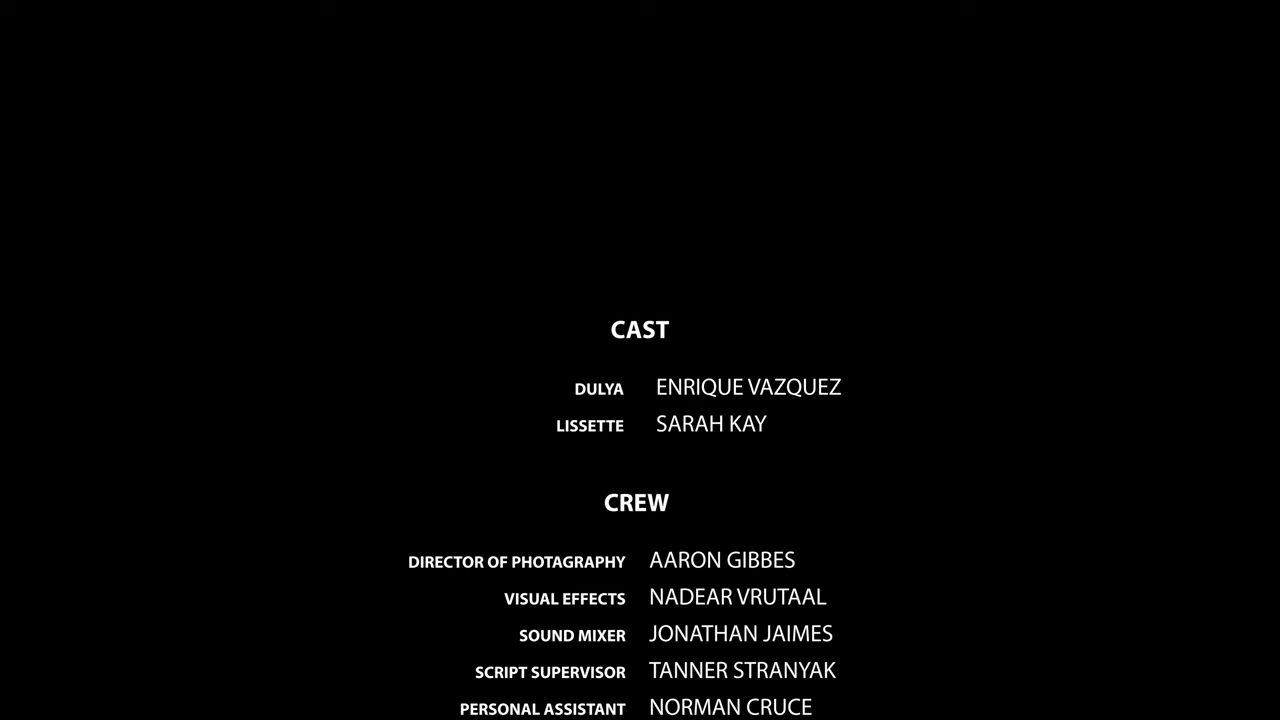 CAST
DULYA ENRIQUE VAZQUEZ
LISSETTE SARAH KAY
CREW
DIRECTOR OF PHOTAGRAPHY AARON GIBBES
VISUAL EFFECTS NADEAR VRUTAAL
SOUND MIXER JONATHAN JAIMES
SCRIPT SUPERVISOR TANNER STRANYAK
PERSONAL ASSISTANT NORMAN CRUCE